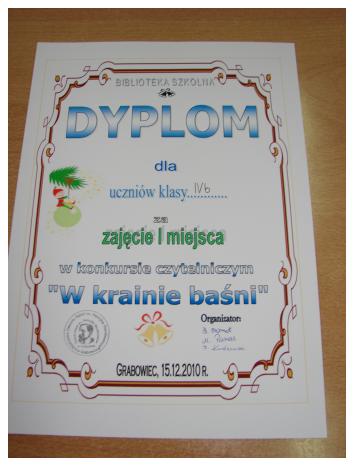 BIBLIOTEKA SZKOLNA
DYPLOM
dla
uczniów klasy..IVb............
za
zajęcie I miejsca
w konkursie czytelniczym
"W krainie baśni"
Organizator:
GRABOWIEC, 15.12.2010 R.